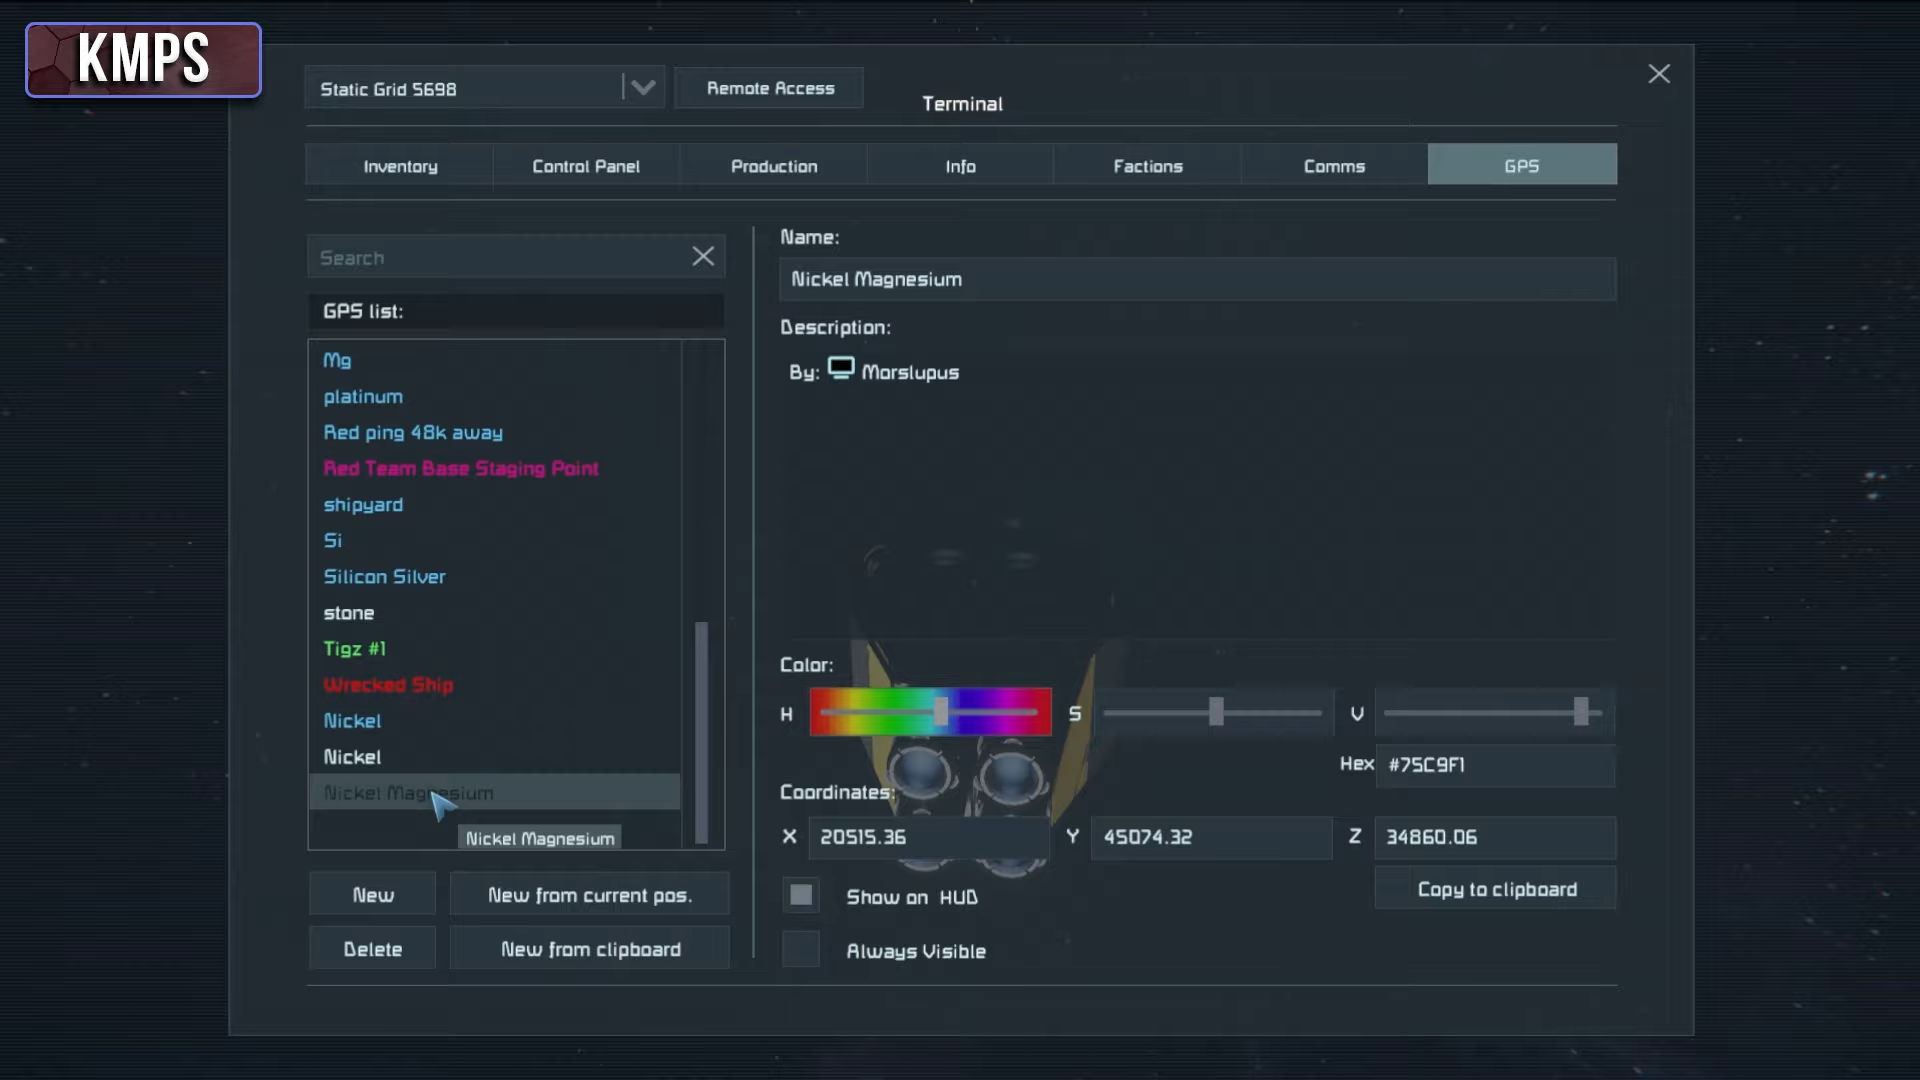 KMPS
Static Grid 5698
Remote Access
Terminal
Inventory
Control Panel
Production
Info
Factions
Comms
GPS
Search
GPS list:
Mg
platinum
Red ping 48k away
Red Team Base Staging Point
shipyard
Si
Silicon Silver
stone
Tigz #1
Wrecked Ship
Nickel
Nickel
Nickel Magnesium
Nickel Magnesium
New
New from current pos.
Delete
New from clipboard
Name:
Nickel Magnesium
Description:
By: Morslupus
Color:
H
S
V
Hex #75C9F1
Coordinates:
X 20515.36
Y 45074.32
Z 34860.06
Copy to clipboard
Show on HUD
Always Visible